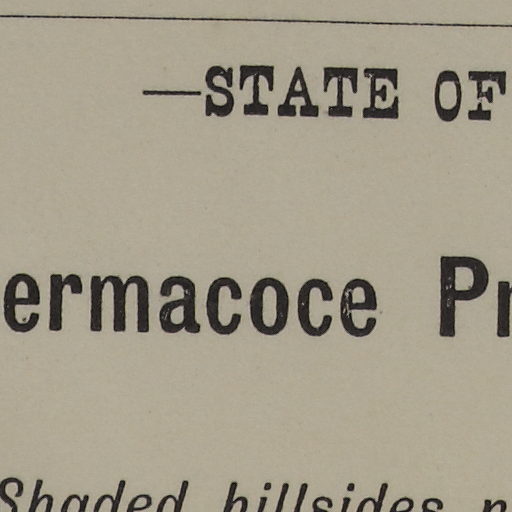 —STATE OF
ermacoce Pr
Shaded hillsides n